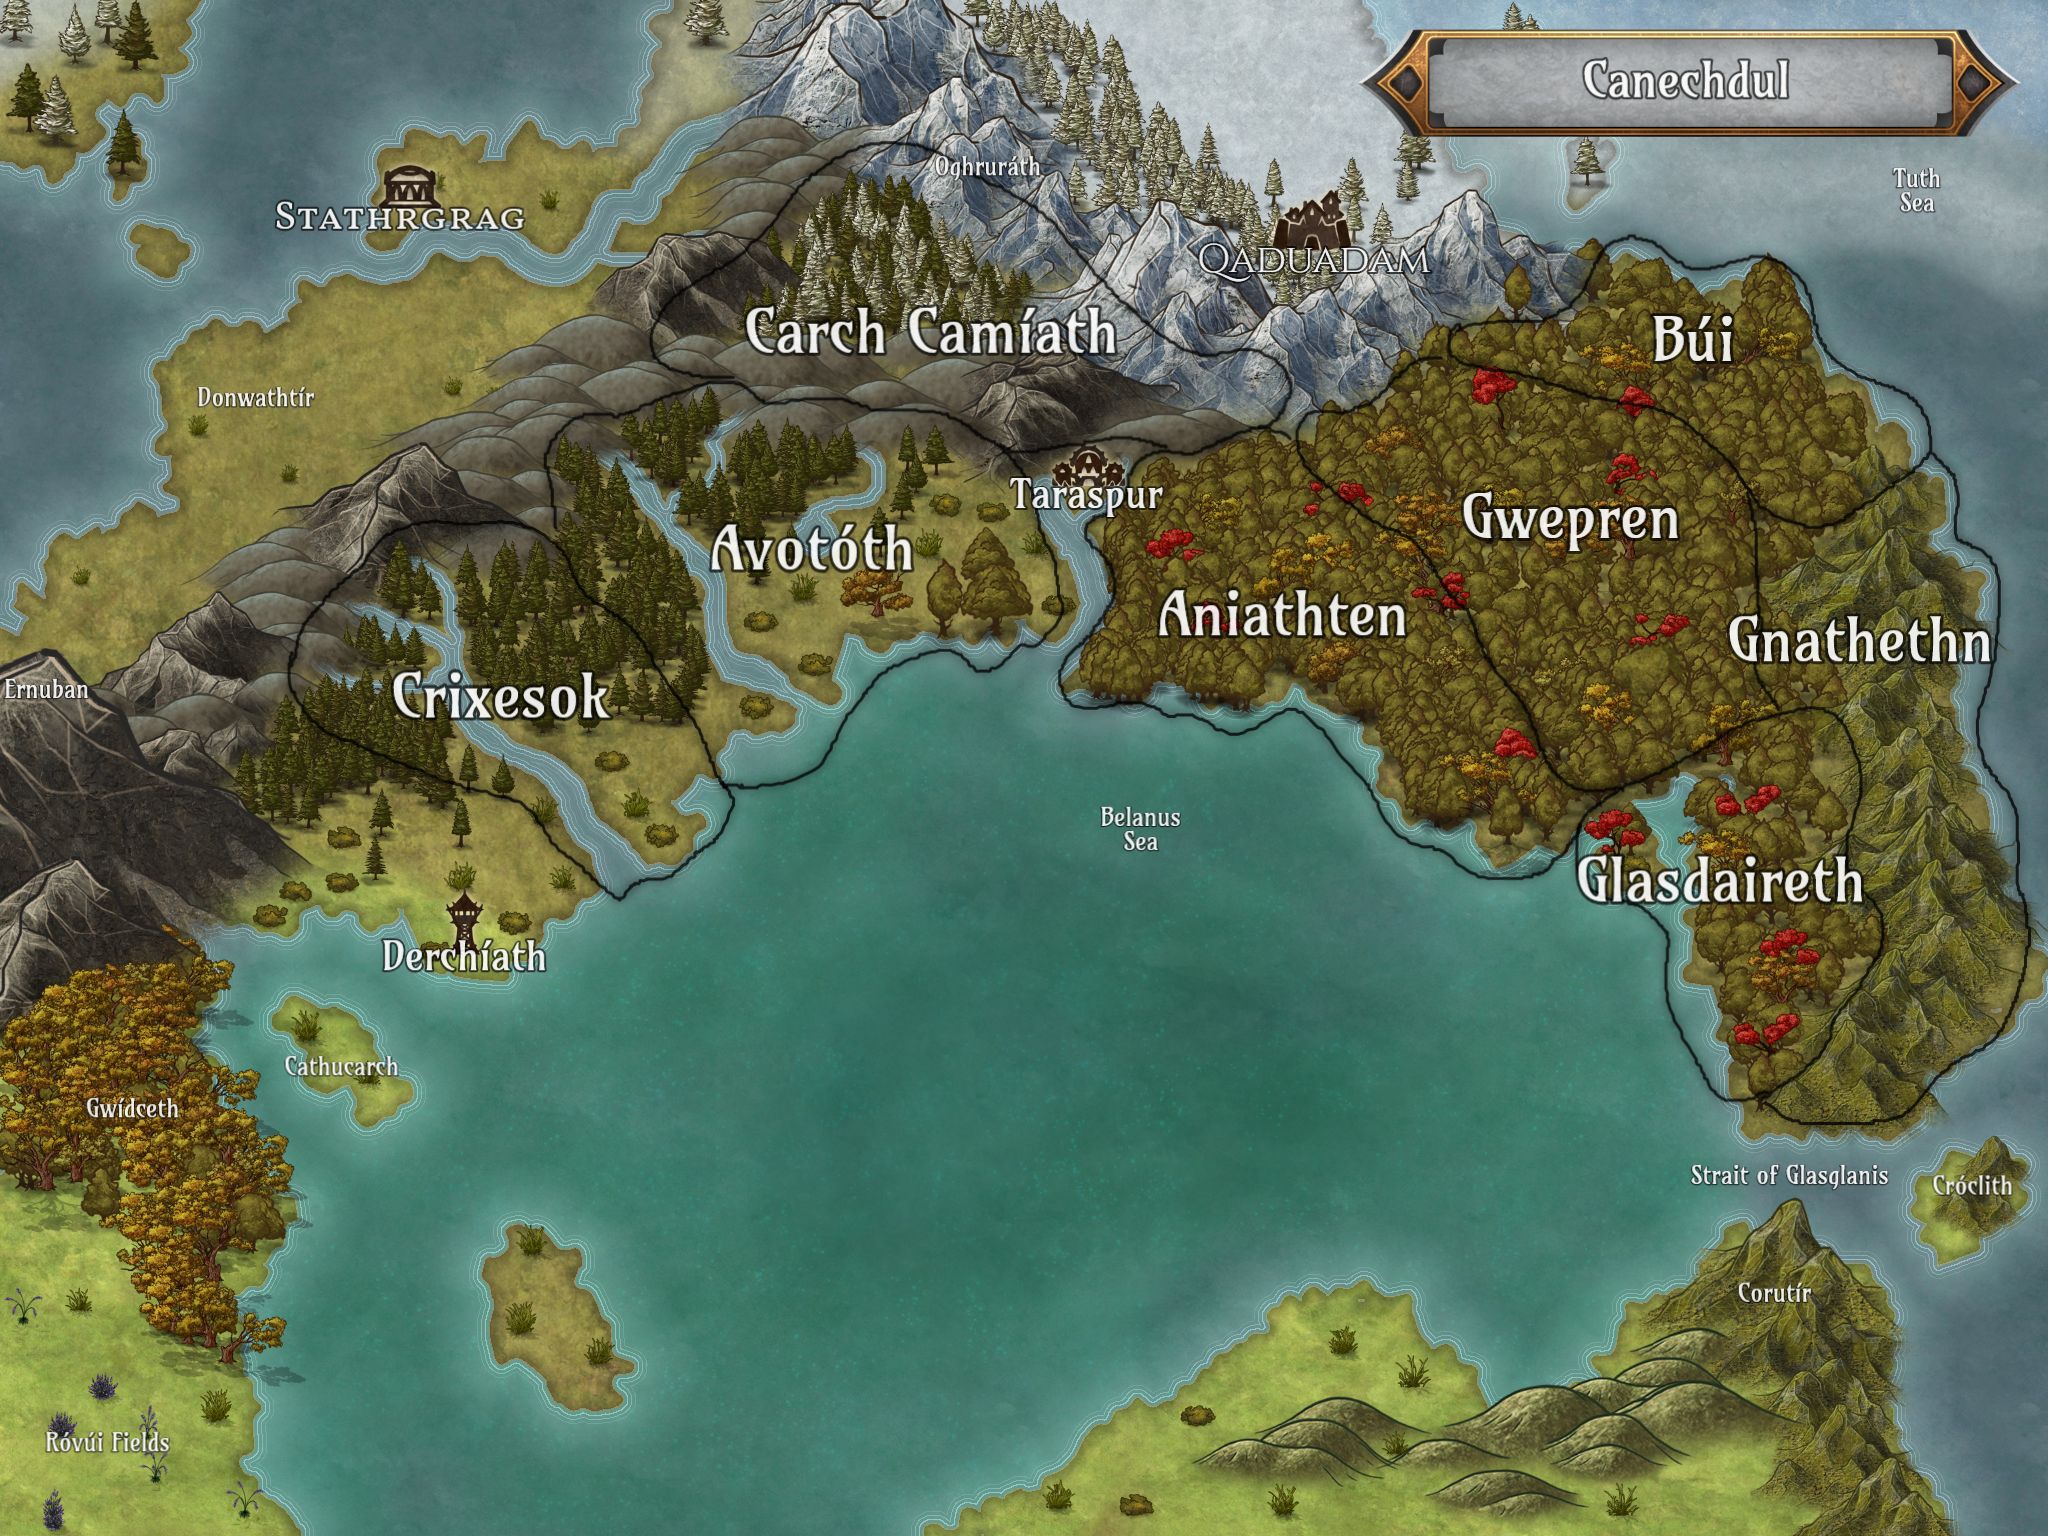 Canechdul
Oghruráth
Tuth
Sea
Stathrgrag
Qaduadam
Carch Camíath
Búi
Donwathtír
Taraspur
Gwepren
Avotóth
Aniathten
Gnathethn
Ernuban
Crixesok
Belanus
Sea
Glasdaireth
Derchíath
Cathucarch
Gwídceth
Strait of Glasglanis
Cróclith
Corutír
Róvúi Fields